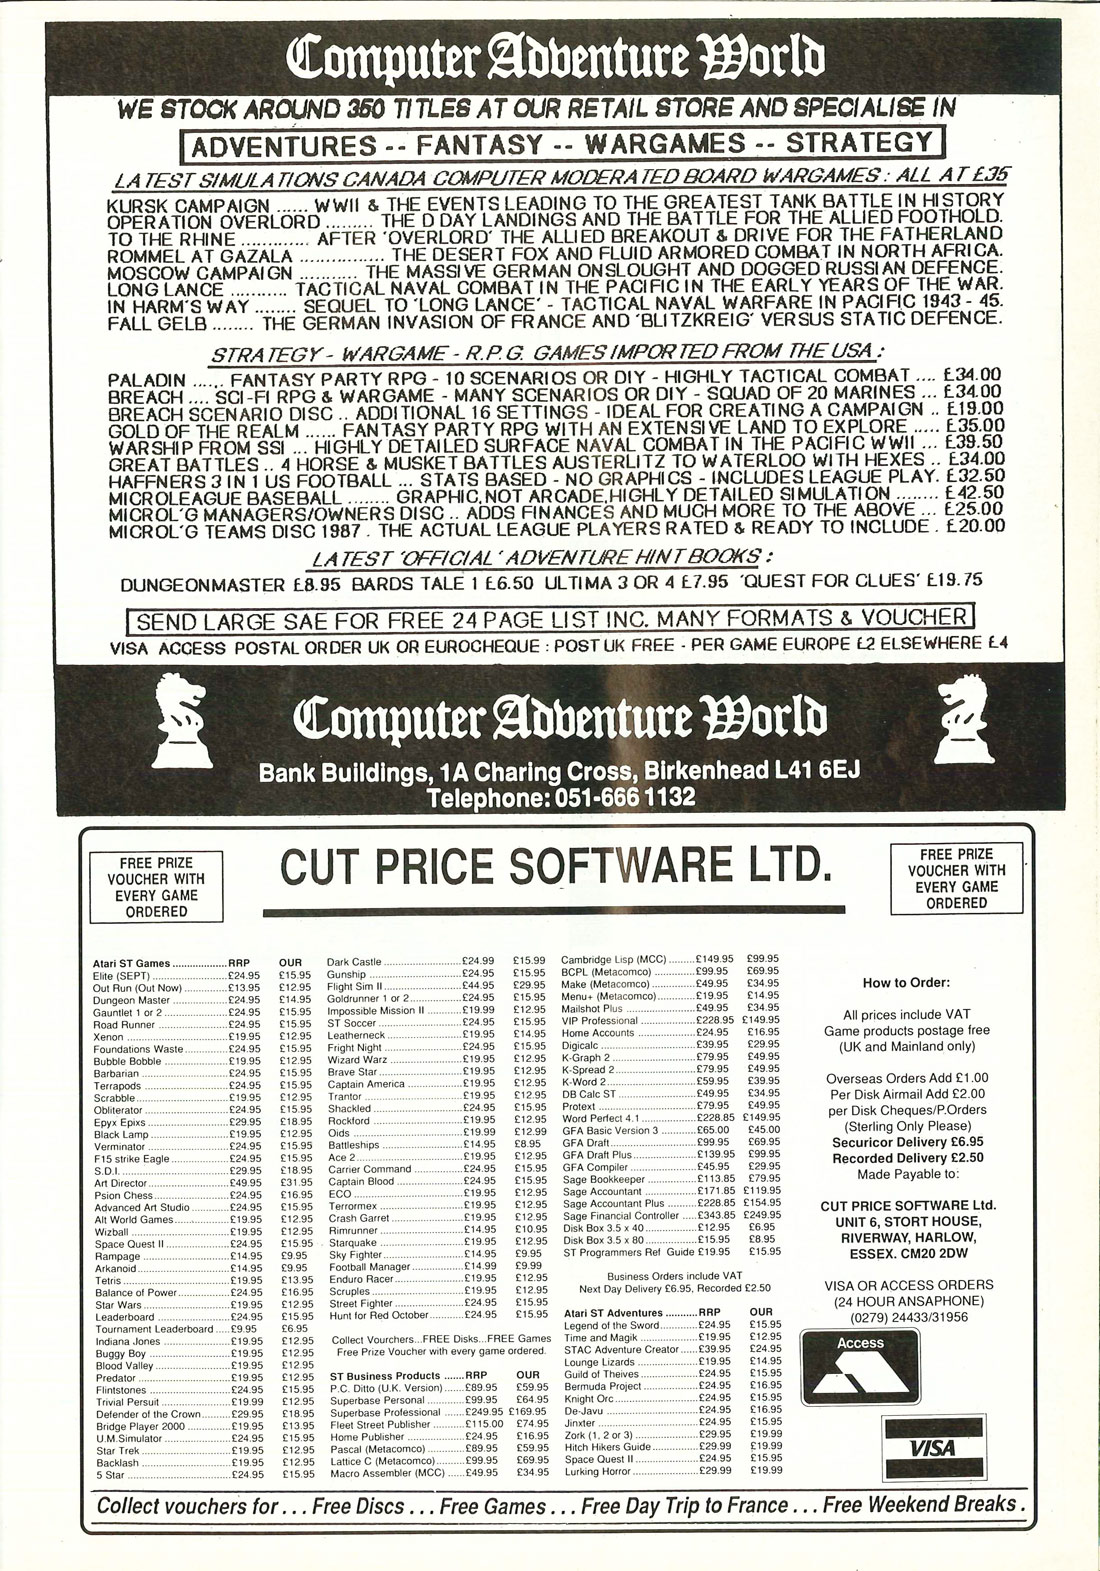 Computer Adventure World
WE STOCK AROUND 350 TITLES AT OUR RETAIL STORE AND SPECIALISE IN
ADVENTURES -- FANTASY -- WARGAMES -- STRATEGY
LATEST SIMULATIONS CANADA COMPUTER MODERATED BOARD WARGAMES : ALL AT £35
KURSK CAMPAIGN ...... WWII & THE EVENTS LEADING TO THE GREATEST TANK BATTLE IN HISTORY
OPERATION OVERLORD ......... THE D DAY LANDINGS AND THE BATTLE FOR THE ALLIED FOOTHOLD.
TO THE RHINE ............. AFTER 'OVERLORD' THE ALLIED BREAKOUT & DRIVE FOR THE FATHERLAND
ROMMEL AT GAZALA ................ THE DESERT FOX AND FLUID ARMORED COMBAT IN NORTH AFRICA.
MOSCOW CAMPAIGN ........... THE MASSIVE GERMAN ONSLOUGHT AND DOGGED RUSSIAN DEFENCE.
LONG LANCE ........... TACTICAL NAVAL COMBAT IN THE PACIFIC IN THE EARLY YEARS OF THE WAR.
IN HARM'S WAY ........ SEQUEL TO 'LONG LANCE' - TACTICAL NAVAL WARFARE IN PACIFIC 1943 - 45.
FALL GELB ........ THE GERMAN INVASION OF FRANCE AND 'BLITZKREIG' VERSUS STATIC DEFENCE.
STRATEGY - WARGAME - R.P.G. GAMES IMPORTED FROM THE USA :
PALADIN ...... FANTASY PARTY RPG - 10 SCENARIOS OR DIY - HIGHLY TACTICAL COMBAT .... £34.00
BREACH .... SCI-FI RPG & WARGAME - MANY SCENARIOS OR DIY - SQUAD OF 20 MARINES ... £34.00
BREACH SCENARIO DISC .. ADDITIONAL 16 SETTINGS - IDEAL FOR CREATING A CAMPAIGN .. £19.00
GOLD OF THE REALM ...... FANTASY PARTY RPG WITH AN EXTENSIVE LAND TO EXPLORE ..... £35.00
WARSHIP FROM SSI ... HIGHLY DETAILED SURFACE NAVAL COMBAT IN THE PACIFIC WWII ... £39.50
GREAT BATTLES .. 4 HORSE & MUSKET BATTLES AUSTERLITZ TO WATERLOO WITH HEXES .. £34.00
HAFFNERS 3 IN 1 US FOOTBALL ... STATS BASED - NO GRAPHICS - INCLUDES LEAGUE PLAY. £32.50
MICROLEAGUE BASEBALL ........ GRAPHIC,NOT ARCADE,HIGHLY DETAILED SIMULATION ........ £42.50
MICROL'G MANAGERS/OWNERS DISC .. ADDS FINANCES AND MUCH MORE TO THE ABOVE ... £25.00
MICROL'G TEAMS DISC 1987 . THE ACTUAL LEAGUE PLAYERS RATED & READY TO INCLUDE . £20.00
LATEST 'OFFICIAL' ADVENTURE HINT BOOKS :
DUNGEONMASTER £8.95 BARDS TALE 1 £6.50 ULTIMA 3 OR 4 £7.95 'QUEST FOR CLUES' £19.75
SEND LARGE SAE FOR FREE 24 PAGE LIST INC. MANY FORMATS & VOUCHER
VISA ACCESS POSTAL ORDER UK OR EUROCHEQUE : POST UK FREE - PER GAME EUROPE £2 ELSEWHERE £4
Computer Adventure World
Bank Buildings, 1A Charing Cross, Birkenhead L41 6EJ
Telephone: 051-666 1132
FREE PRIZE
VOUCHER WITH
EVERY GAME
ORDERED
CUT PRICE SOFTWARE LTD.
FREE PRIZE
VOUCHER WITH
EVERY GAME
ORDERED
Atari ST Games ..................RRP OUR
Elite (SEPT) .........£24.95 £15.95
Out Run (Out Now) .........£13.95 £12.95
Dungeon Master .........£24.95 £14.95
Gauntlet 1 or 2 .........£24.95 £15.95
Road Runner .........£24.95 £15.95
Xenon .........£19.95 £12.95
Foundations Waste .........£24.95 £15.95
Bubble Bobble .........£19.95 £12.95
Barbarian .........£24.95 £15.95
Terrapods .........£24.95 £15.95
Scrabble .........£19.95 £12.95
Obliterator .........£24.95 £15.95
Epyx Epixs .........£29.95 £18.95
Black Lamp .........£19.95 £12.95
Verminator .........£24.95 £15.95
F15 strike Eagle .........£24.95 £15.95
S.D.I. .........£29.95 £18.95
Art Director .........£49.95 £31.95
Psion Chess .........£24.95 £16.95
Advanced Art Studio .........£24.95 £15.95
Alt World Games .........£19.95 £12.95
Wizball .........£19.95 £12.95
Space Quest II .........£24.95 £15.95
Rampage .........£14.95 £9.95
Arkanoid .........£14.95 £9.95
Tetris .........£19.95 £13.95
Balance of Power .........£24.95 £16.95
Star Wars .........£19.95 £12.95
Leaderboard .........£24.95 £15.95
Tournament Leaderboard .....£9.95 £6.95
Indiana Jones .........£19.95 £12.95
Buggy Boy .........£19.95 £12.95
Blood Valley .........£19.95 £12.95
Predator .........£19.95 £12.95
Flintstones .........£24.95 £15.95
Trivial Persuit .........£19.99 £12.95
Defender of the Crown .........£29.95 £18.95
Bridge Player 2000 .........£19.95 £13.95
U.M.Simulator .........£24.95 £15.95
Star Trek .........£19.95 £12.95
Backlash .........£19.95 £12.95
5 Star .........£24.95 £15.95
Dark Castle .........£24.99 £15.99
Gunship .........£24.95 £15.95
Flight Sim II .........£44.95 £29.95
Goldrunner 1 or 2 .........£24.95 £15.95
Impossible Mission II .........£19.99 £12.95
ST Soccer .........£24.95 £15.95
Leatherneck .........£19.95 £14.95
Fright Night .........£24.95 £15.95
Wizard Warz .........£19.95 £12.95
Brave Star .........£19.95 £12.95
Captain America .........£19.95 £12.95
Trantor .........£19.95 £12.95
Shackled .........£24.95 £15.95
Rockford .........£19.95 £12.95
Oids .........£19.99 £12.99
Battleships .........£14.95 £8.95
Ace 2 .........£19.95 £12.95
Carrier Command .........£24.95 £15.95
Captain Blood .........£24.95 £15.95
ECO .........£19.95 £12.95
Terrormex .........£19.95 £12.95
Crash Garret .........£19.95 £12.95
Rimrunner .........£14.95 £10.95
Starquake .........£19.95 £12.95
Sky Fighter .........£14.95 £9.95
Football Manager .........£14.99 £9.99
Enduro Racer .........£19.95 £12.95
Scruples .........£19.95 £12.95
Street Fighter .........£24.95 £15.95
Hunt for Red October .........£24.95 £15.95
Collect Vourchers...FREE Disks...FREE Games
Free Prize Voucher with every game ordered.
ST Business Products .......RRP OUR
P.C. Ditto (U.K. Version) ......£89.95 £59.95
Superbase Personal .........£99.95 £64.95
Superbase Professional .....£249.95 £169.95
Fleet Street Publisher .........£115.00 £74.95
Home Publisher .........£24.95 £16.95
Pascal (Metacomco) .........£89.95 £59.95
Lattice C (Metacomco) .........£99.95 £69.95
Macro Assembler (MCC) .....£49.95 £34.95
Cambridge Lisp (MCC) ........£149.95 £99.95
BCPL (Metacomco) .........£99.95 £69.95
Make (Metacomco) .........£49.95 £34.95
Menu+ (Metacomco) .........£19.95 £14.95
Mailshot Plus .........£49.95 £34.95
VIP Professional .........£228.95 £149.95
Home Accounts .........£24.95 £16.95
Digicalc .........£39.95 £29.95
K-Graph 2 .........£79.95 £49.95
K-Spread 2 .........£79.95 £49.95
K-Word 2 .........£59.95 £39.95
DB Calc ST .........£49.95 £34.95
Protext .........£79.95 £49.95
Word Perfect 4.1 .........£228.85 £149.95
GFA Basic Version 3 .........£65.00 £45.00
GFA Draft .........£99.95 £69.95
GFA Draft Plus .........£139.95 £99.95
GFA Compiler .........£45.95 £29.95
Sage Bookkeeper .........£113.85 £79.95
Sage Accountant .........£171.85 £119.95
Sage Accountant Plus .........£228.85 £154.95
Sage Financial Controller .....£343.85 £249.95
Disk Box 3.5 x 40 .........£12.95 £6.95
Disk Box 3.5 x 80 .........£15.95 £8.95
ST Programmers Ref Guide £19.95 £15.95
Business Orders include VAT
Next Day Delivery £6.95, Recorded £2.50
Atari ST Adventures ..........RRP OUR
Legend of the Sword .........£24.95 £15.95
Time and Magik .........£19.95 £12.95
STAC Adventure Creator .........£39.95 £24.95
Lounge Lizards .........£19.95 £14.95
Guild of Theives .........£24.95 £15.95
Bermuda Project .........£24.95 £16.95
Knight Orc .........£24.95 £15.95
De-Javu .........£24.95 £16.95
Jinxter .........£24.95 £15.95
Zork (1, 2 or 3) .........£29.95 £19.99
Hitch Hikers Guide .........£29.99 £19.99
Space Quest II .........£24.95 £15.95
Lurking Horror .........£29.99 £19.99
How to Order:
All prices include VAT
Game products postage free
(UK and Mainland only)
Overseas Orders Add £1.00
Per Disk Airmail Add £2.00
per Disk Cheques/P.Orders
(Sterling Only Please)
Securicor Delivery £6.95
Recorded Delivery £2.50
Made Payable to:
CUT PRICE SOFTWARE Ltd.
UNIT 6, STORT HOUSE,
RIVERWAY, HARLOW,
ESSEX. CM20 2DW
VISA OR ACCESS ORDERS
(24 HOUR ANSAPHONE)
(0279) 24433/31956
Access
VISA
Collect vouchers for . . . Free Discs . . . Free Games . . . Free Day Trip to France . . . Free Weekend Breaks .